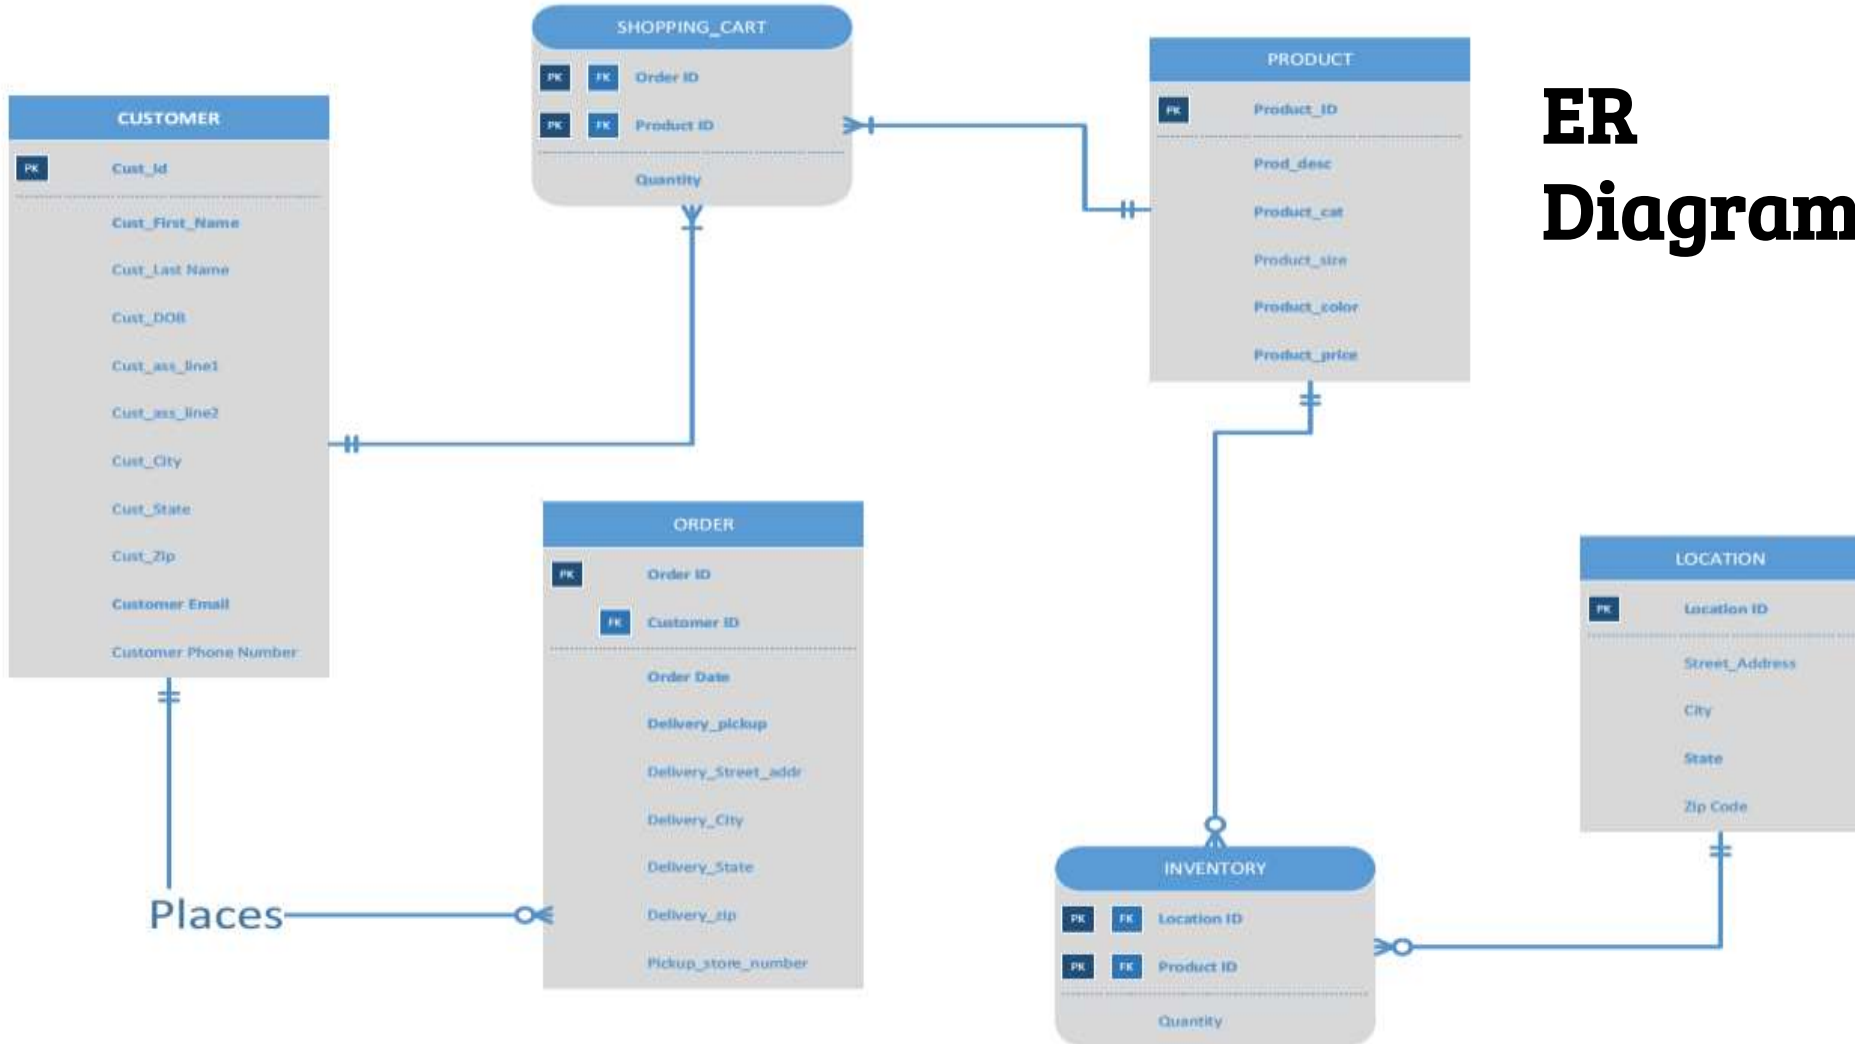 SHOPPING_CART
PK FK Order ID
PK FK Product ID
Quantity
PRODUCT
PK Product_ID
Prod_desc
Product_cat
Product_size
Product_color
Product_price
ER
Diagram
CUSTOMER
PK Cust_Id
Cust_First_Name
Cust_Last Name
Cust_DOB
Cust_ass_line1
Cust_ass_line2
Cust_City
Cust_State
Cust_Zip
Customer Email
Customer Phone Number
ORDER
PK Order ID
FK Customer ID
Order Date
Delivery_pickup
Delivery_Street_addr
Delivery_City
Delivery_State
Delivery_zip
Pickup_store_number
Places
LOCATION
PK Location ID
Street_Address
City
State
Zip Code
INVENTORY
PK FK Location ID
PK FK Product ID
Quantity